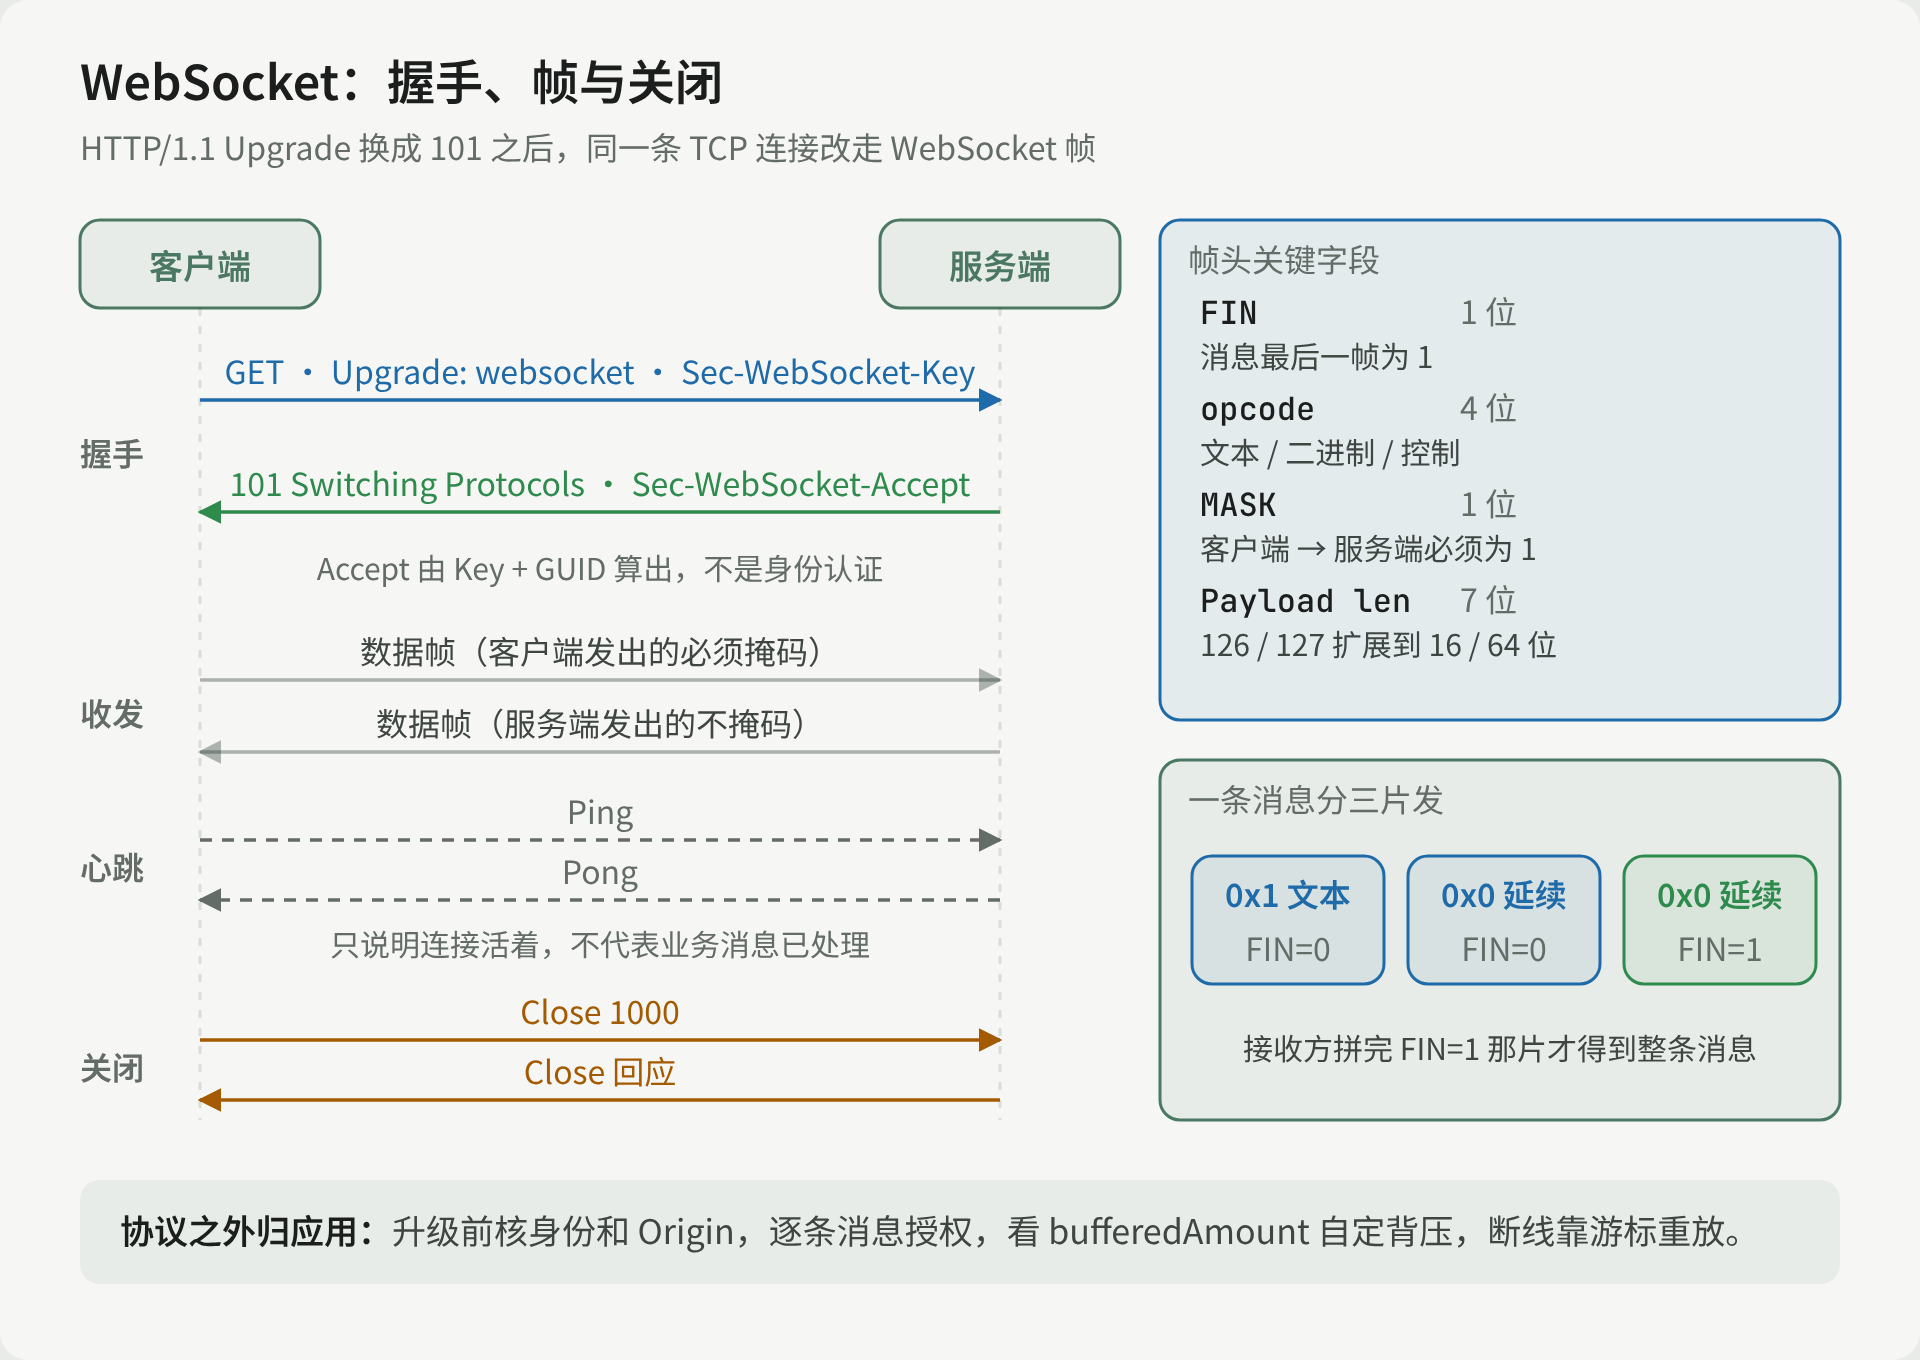 WebSocket：握手、帧与关闭
HTTP/1.1 Upgrade 换成 101 之后，同一条 TCP 连接改走 WebSocket 帧
客户端
服务端
GET · Upgrade: websocket · Sec-WebSocket-Key
握手
101 Switching Protocols · Sec-WebSocket-Accept
Accept 由 Key + GUID 算出，不是身份认证
数据帧（客户端发出的必须掩码）
收发
数据帧（服务端发出的不掩码）
Ping
心跳
Pong
只说明连接活着，不代表业务消息已处理
Close 1000
关闭
Close 回应
帧头关键字段
FIN 1 位
消息最后一帧为 1
opcode 4 位
文本 / 二进制 / 控制
MASK 1 位
客户端 → 服务端必须为 1
Payload len 7 位
126 / 127 扩展到 16 / 64 位
一条消息分三片发
0x1 文本 0x0 延续 0x0 延续
FIN=0 FIN=0 FIN=1
接收方拼完 FIN=1 那片才得到整条消息
协议之外归应用：升级前核身份和 Origin，逐条消息授权，看 bufferedAmount 自定背压，断线靠游标重放。